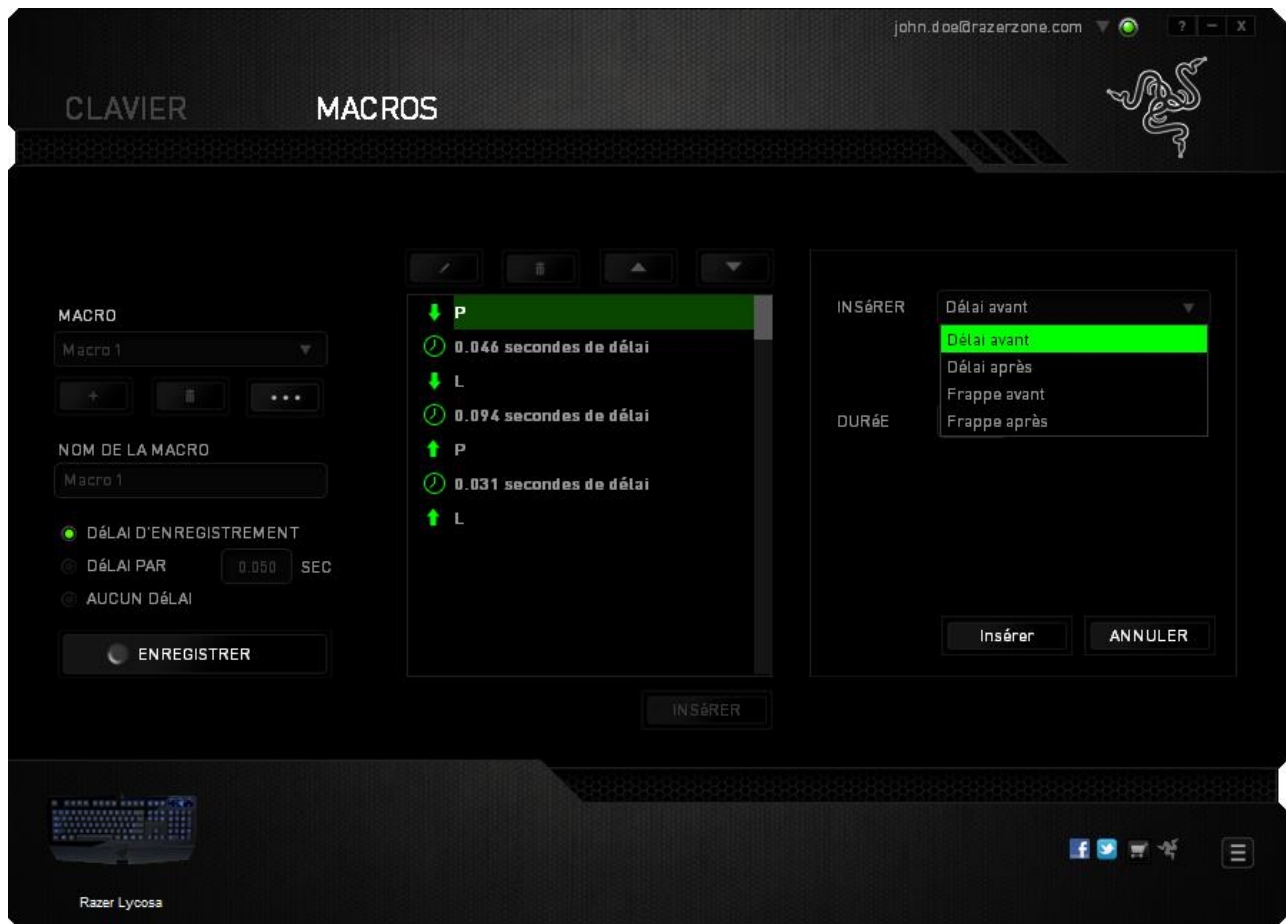 john.doe@razerzone.com
? – X
CLAVIER
MACROS
MACRO
Macro 1
+
...
NOM DE LA MACRO
Macro 1
DéLAI D'ENREGISTREMENT
DéLAI PAR 0.050 SEC
AUCUN DéLAI
ENREGISTRER
P
0.046 secondes de délai
L
0.094 secondes de délai
P
0.031 secondes de délai
L
INSéRER
INSéRER Délai avant
Délai avant
Délai après
Frappe avant
Frappe après
DURéE
Insérer
ANNULER
Razer Lycosa